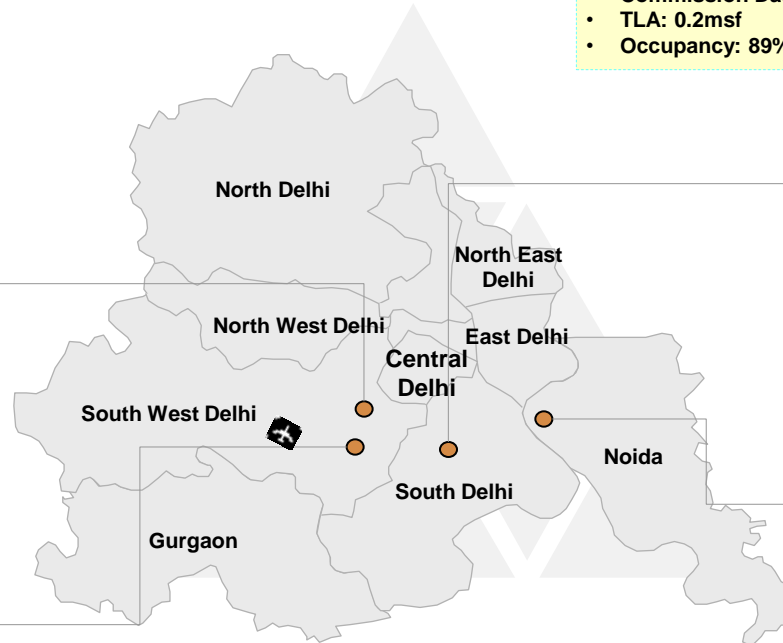 • TLA: 0.2msf
• Occupancy: 89%
North Delhi
North East
Delhi
North West Delhi
East Delhi
Central
Delhi
South West Delhi
Noida
South Delhi
Gurgaon